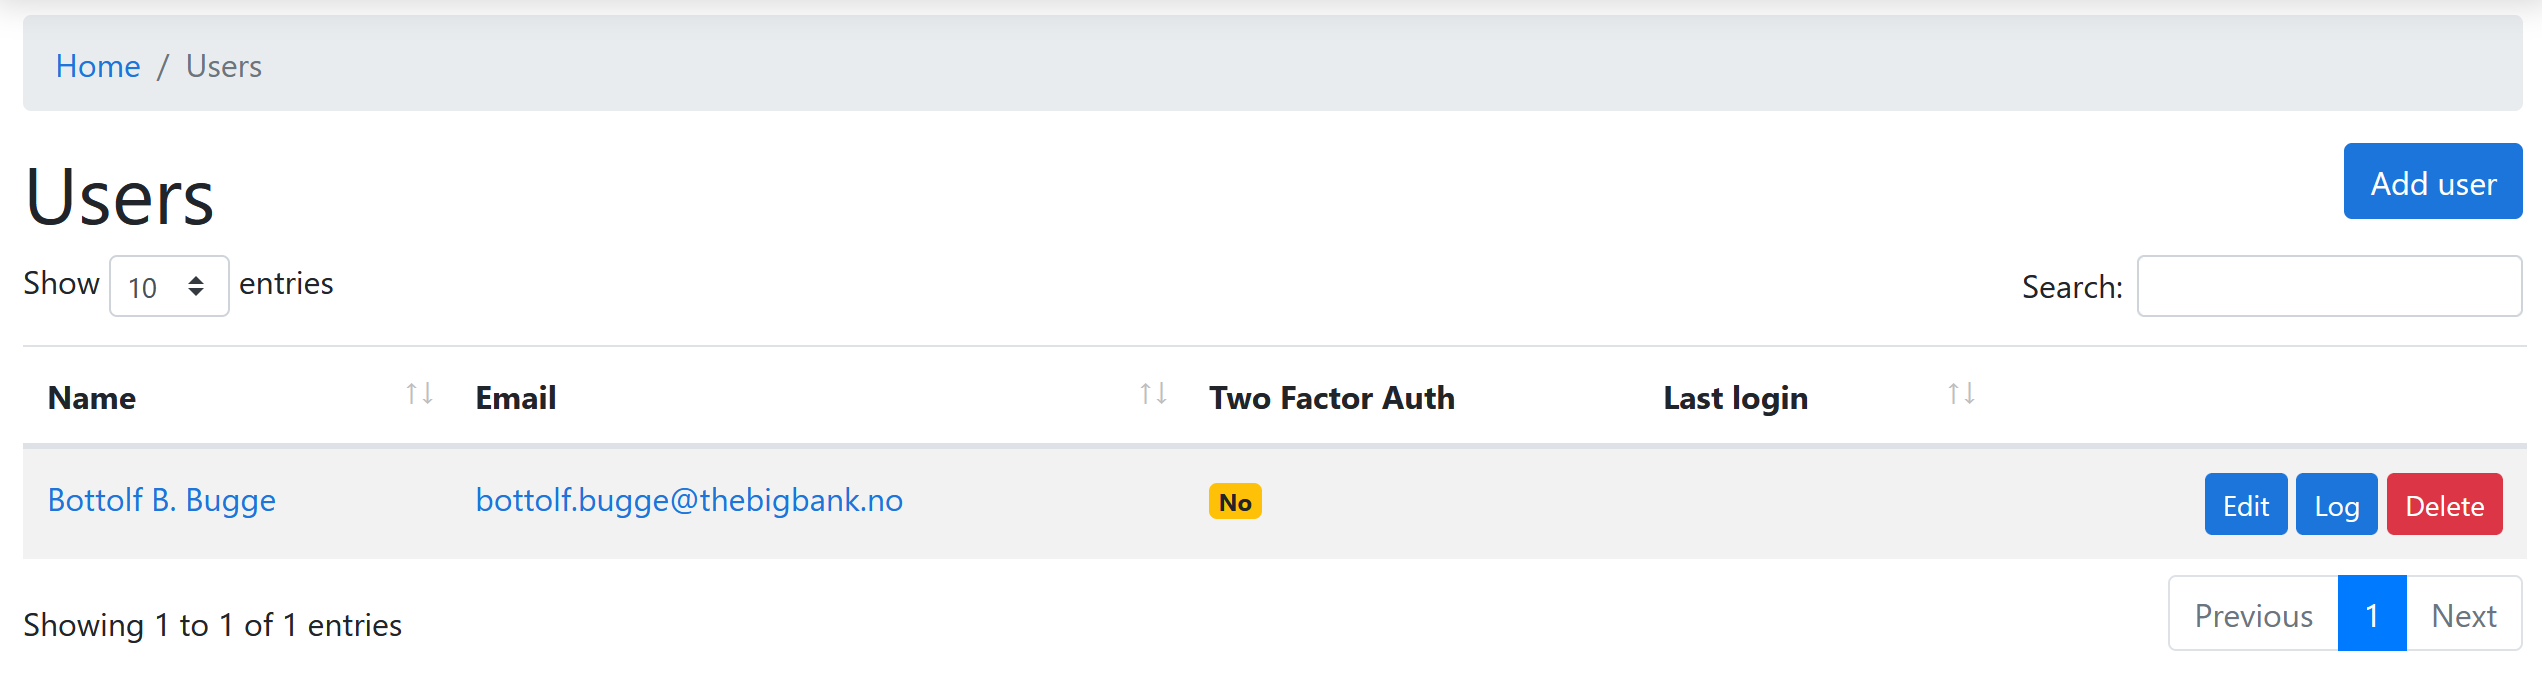 Home / Users
Users
Add user
Show 10 entries
Search:
Name Email Two Factor Auth Last login
Bottolf B. Bugge bottolf.bugge@thebigbank.no No Edit Log Delete
Showing 1 to 1 of 1 entries
Previous 1 Next